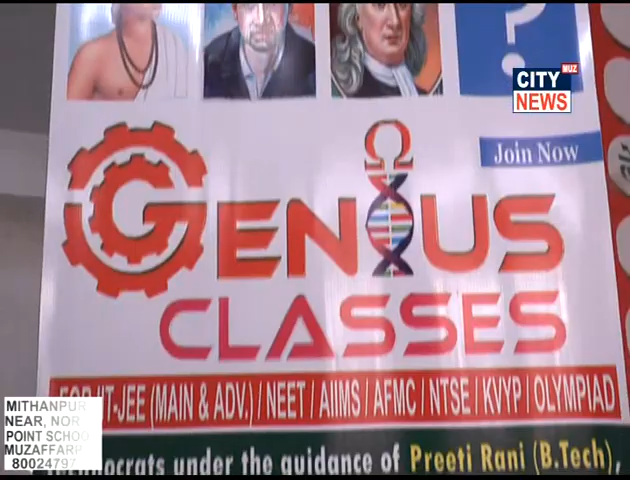 CITY MUZ
NEWS
Join Now
GENIUS
CLASSES
FOR IIT-JEE (MAIN & ADV.) / NEET / AIIMS / AFMC / NTSE / KVYP / OLYMPIAD
under the guidance of Preeti Rani (B.Tech),
MITHANPUR
NEAR, NOR
POINT SCHOO
MUZAFFARP
80024797